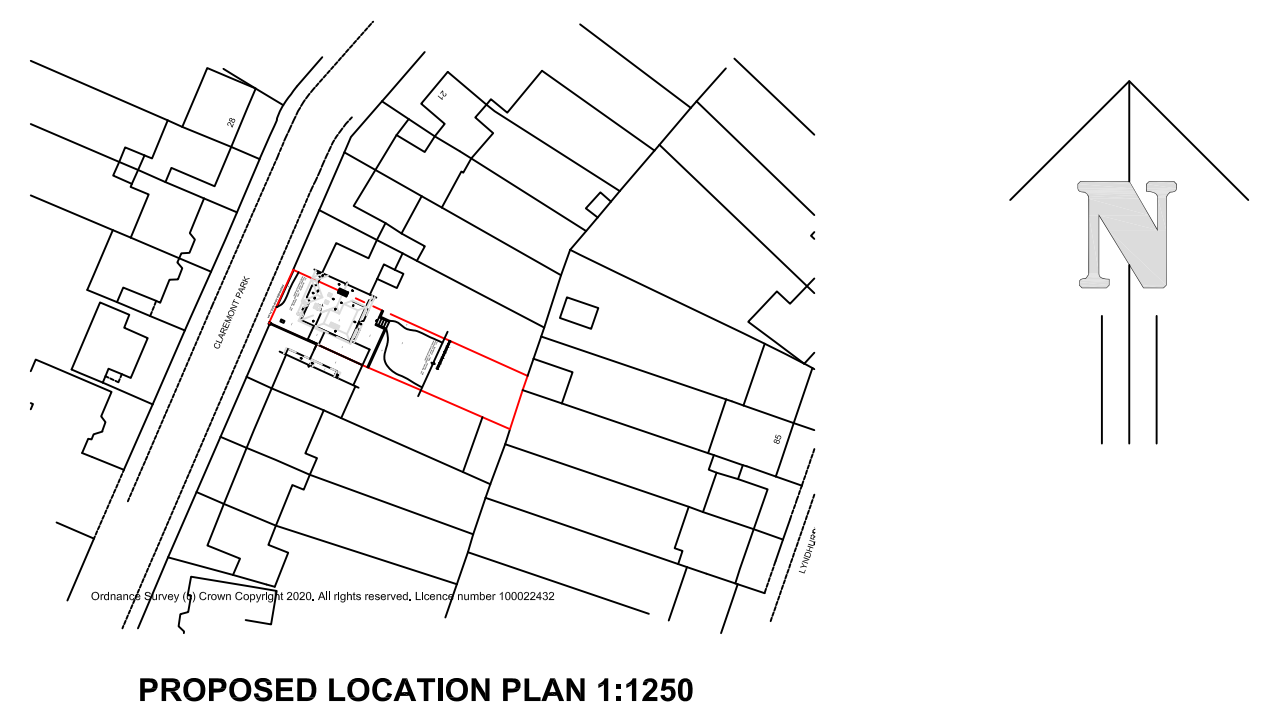 28
21
CLAREMONT PARK
85
Ordnance Survey (c) Crown Copyright 2020. All rights reserved. Licence number 100022432
PROPOSED LOCATION PLAN 1:1250
N